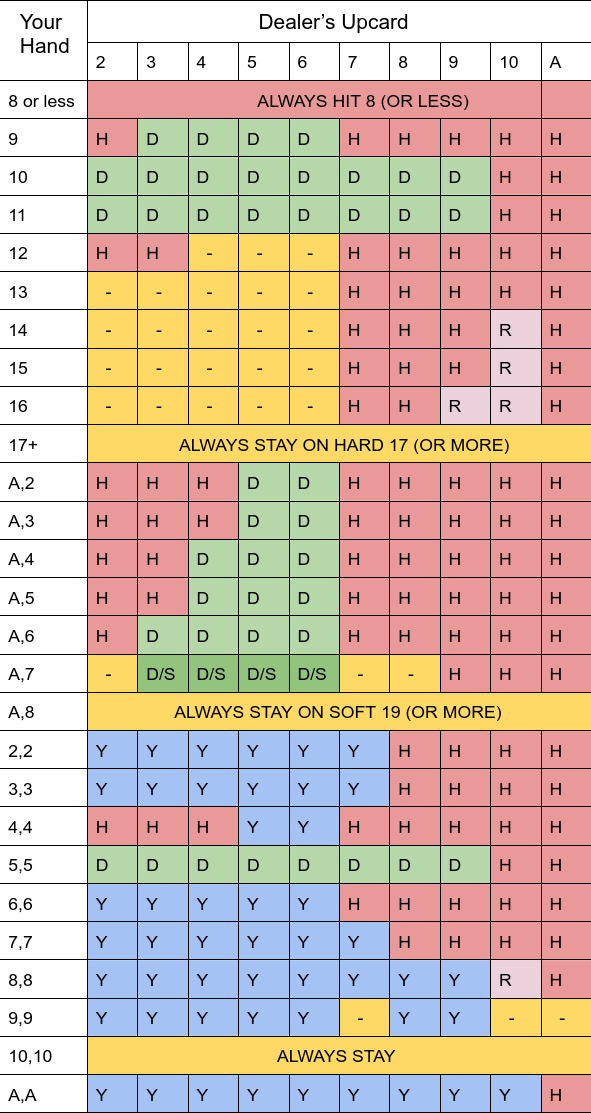 Your Hand Dealer's Upcard
2 3 4 5 6 7 8 9 10 A
8 or less ALWAYS HIT 8 (OR LESS)
9 H D D D D H H H H H
10 D D D D D D D D H H
11 D D D D D D D D H H
12 H H - - - H H H H H
13 - - - - - H H H H H
14 - - - - - H H H R H
15 - - - - - H H H R H
16 - - - - - H H R R H
17+ ALWAYS STAY ON HARD 17 (OR MORE)
A,2 H H H D D H H H H H
A,3 H H H D D H H H H H
A,4 H H D D D H H H H H
A,5 H H D D D H H H H H
A,6 H D D D D H H H H H
A,7 - D/S D/S D/S D/S - - H H H
A,8 ALWAYS STAY ON SOFT 19 (OR MORE)
2,2 Y Y Y Y Y Y H H H H
3,3 Y Y Y Y Y Y H H H H
4,4 H H H Y Y H H H H H
5,5 D D D D D D D D H H
6,6 Y Y Y Y Y H H H H H
7,7 Y Y Y Y Y Y H H H H
8,8 Y Y Y Y Y Y Y Y R H
9,9 Y Y Y Y Y - Y Y - -
10,10 ALWAYS STAY
A,A Y Y Y Y Y Y Y Y Y H